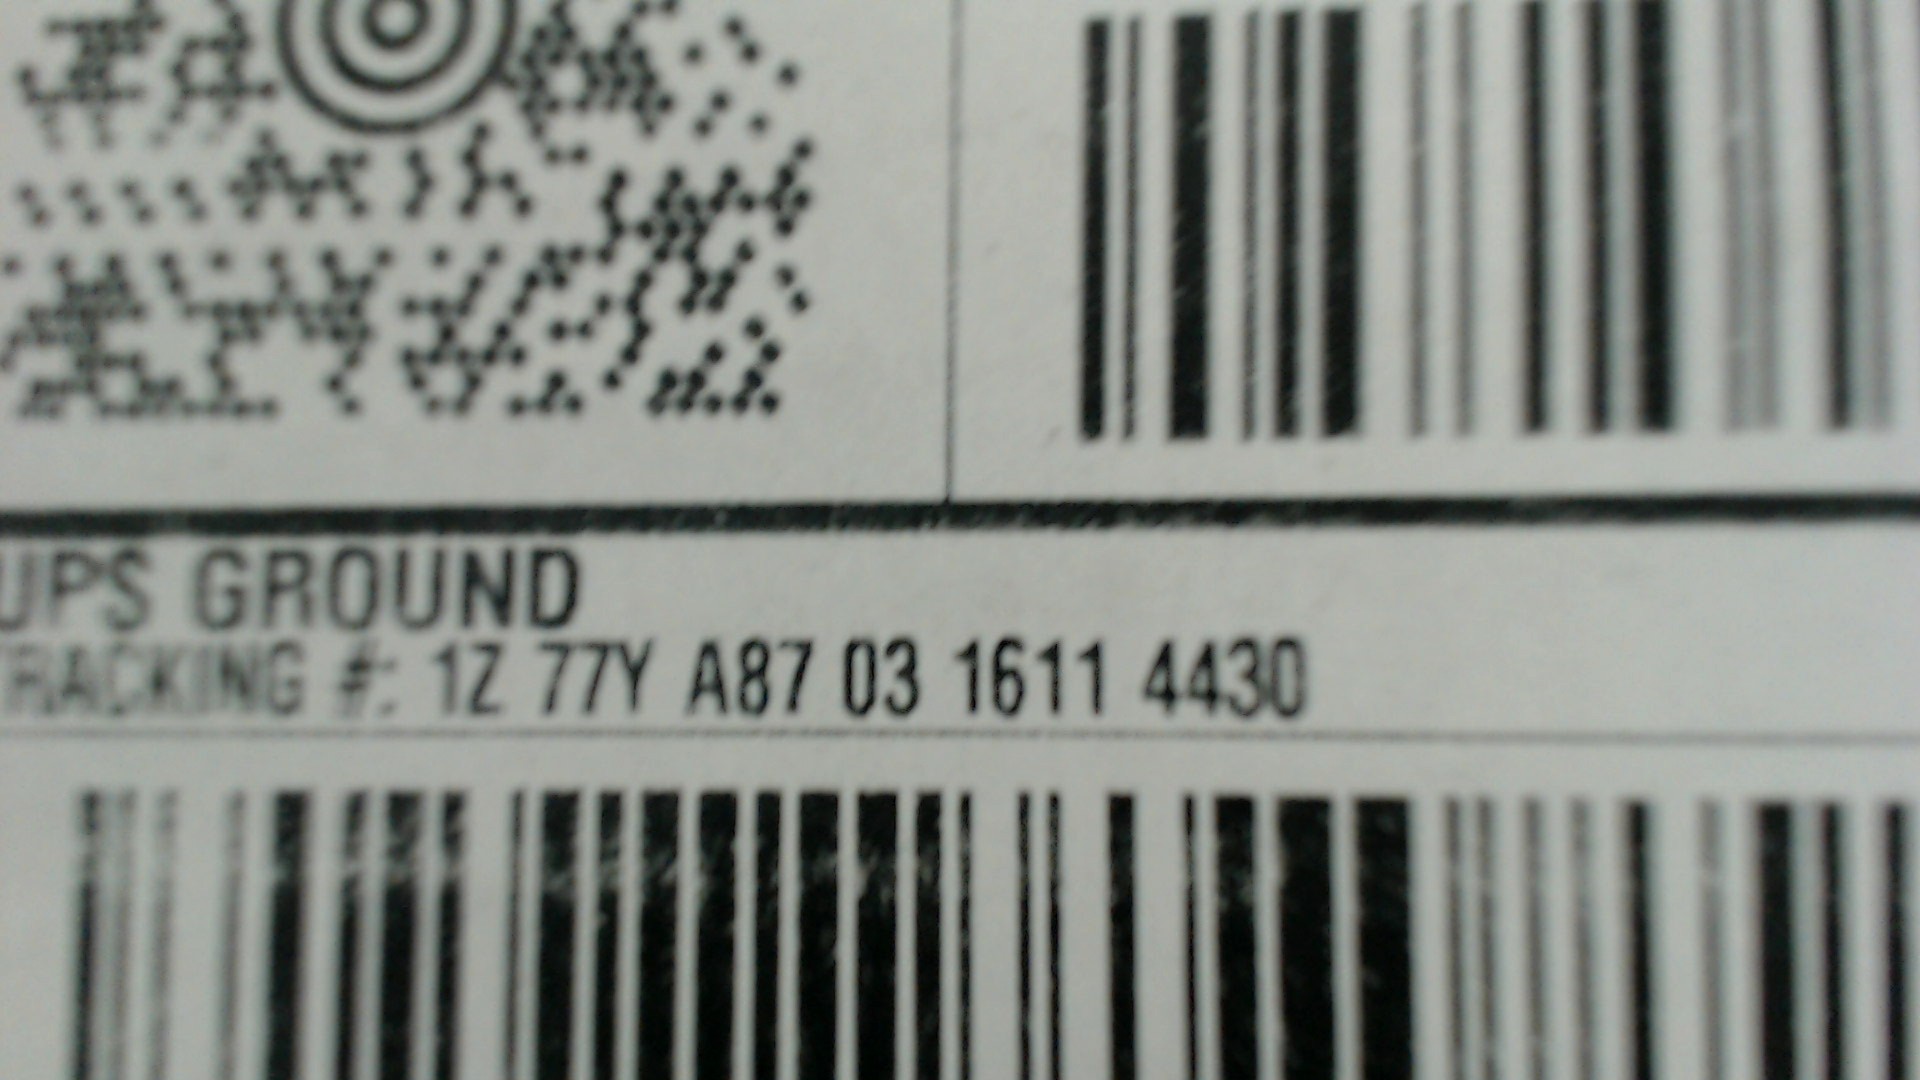 UPS GROUND
TRACKING #: 1Z 77Y A87 03 1611 4430